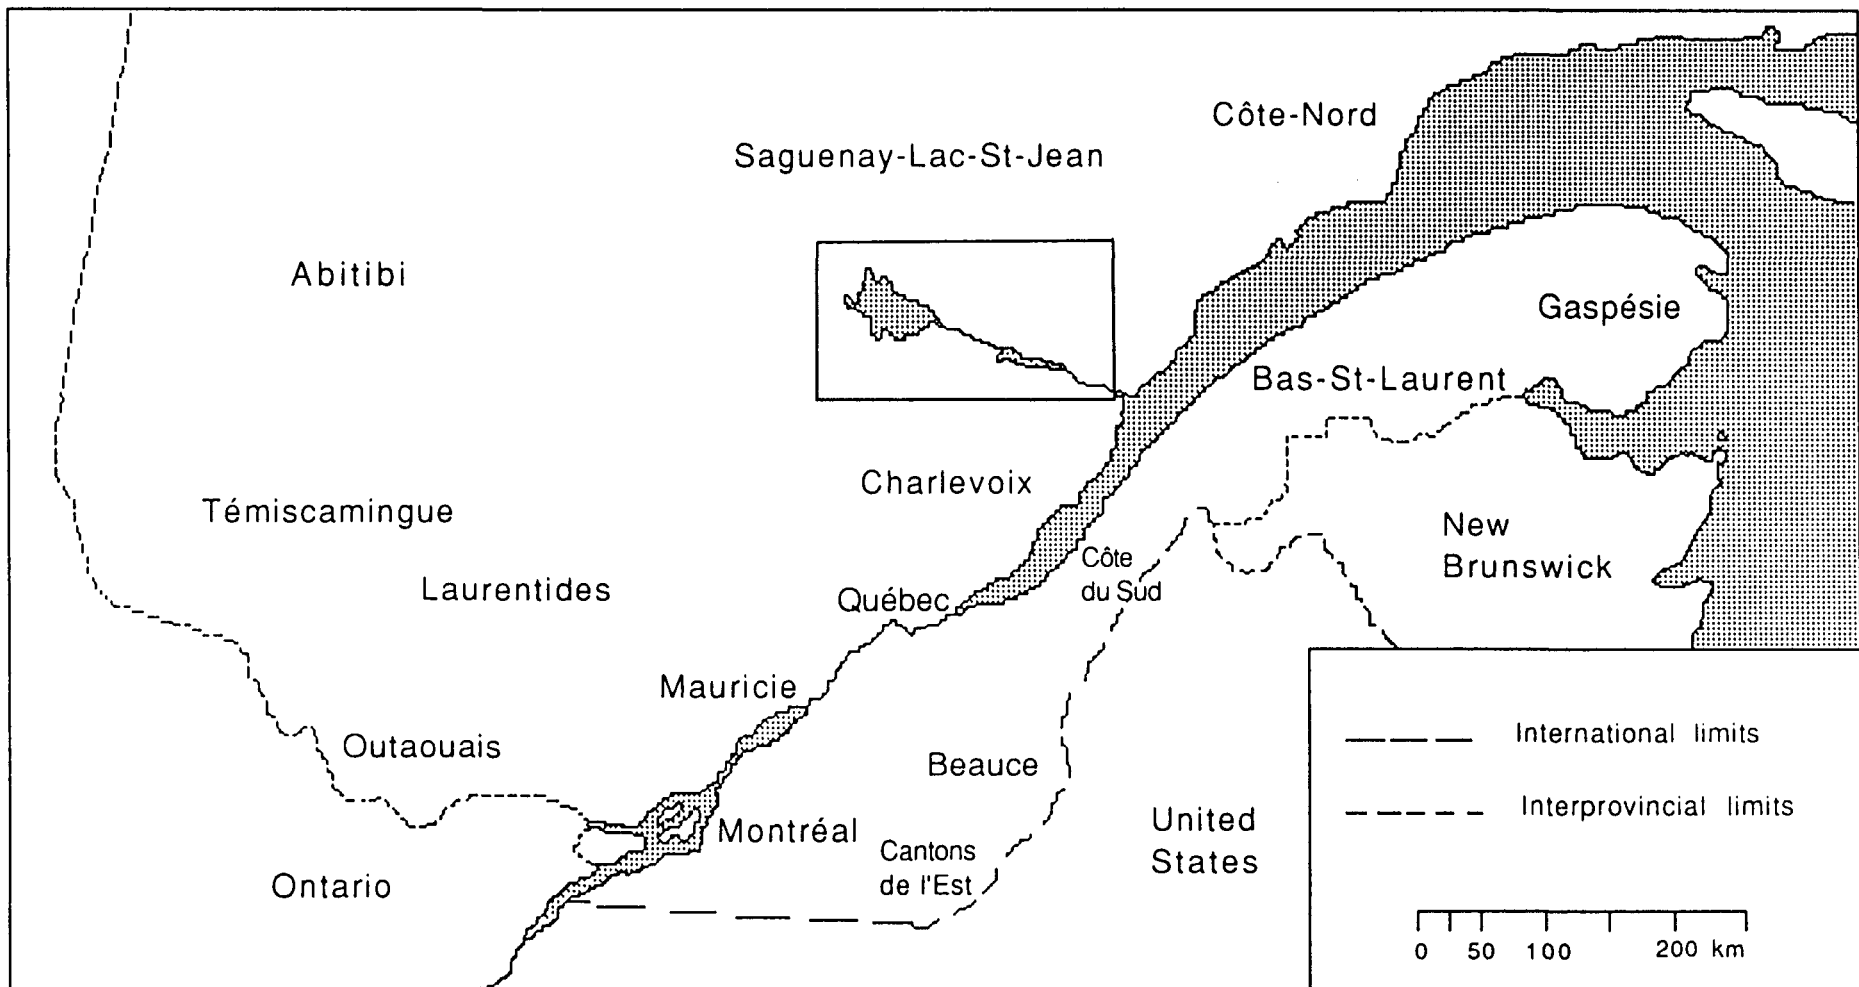 Côte-Nord
Saguenay-Lac-St-Jean
Abitibi
Gaspésie
Bas-St-Laurent
Charlevoix
Témiscamingue
New
Brunswick
Côte
du Sud
Laurentides
Québec
Mauricie
Outaouais
Beauce
Montréal
United
States
Cantons
de l'Est
Ontario
International limits
Interprovincial limits
0 50 100 200 km